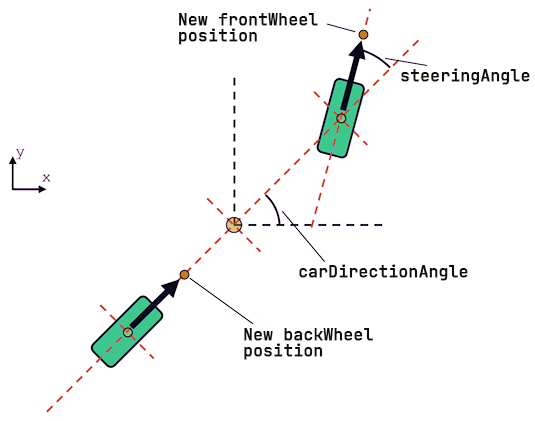 New frontWheel
position
steeringAngle
y
x
carDirectionAngle
New backWheel
position